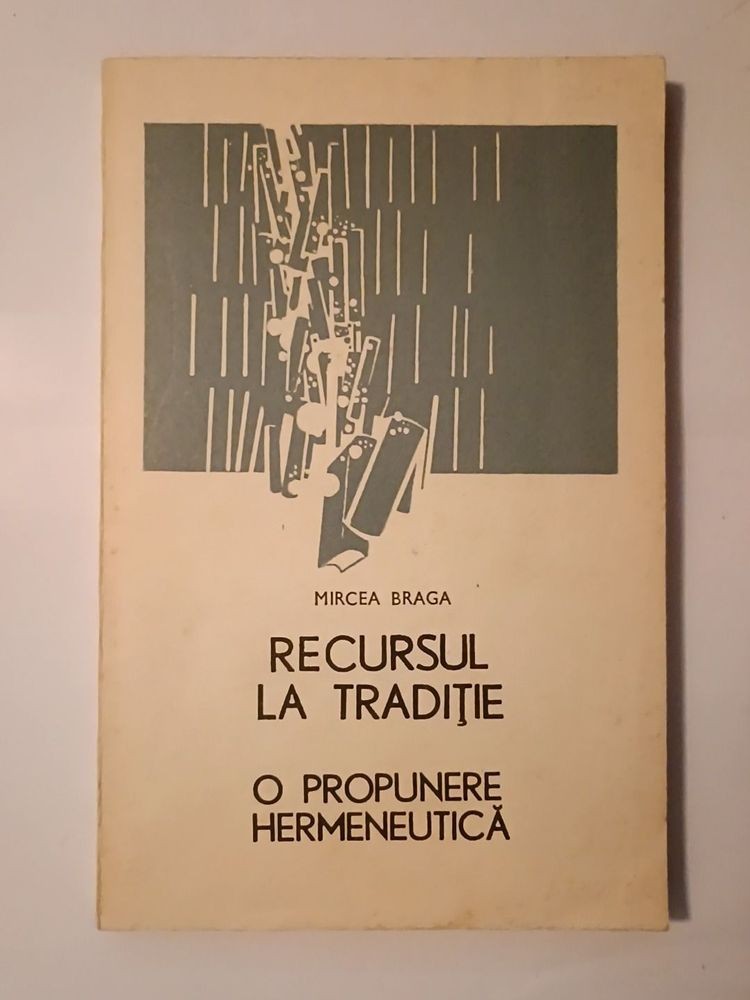 MIRCEA BRAGA
RECURSUL
LA TRADIŢIE
O PROPUNERE
HERMENEUTICĂ